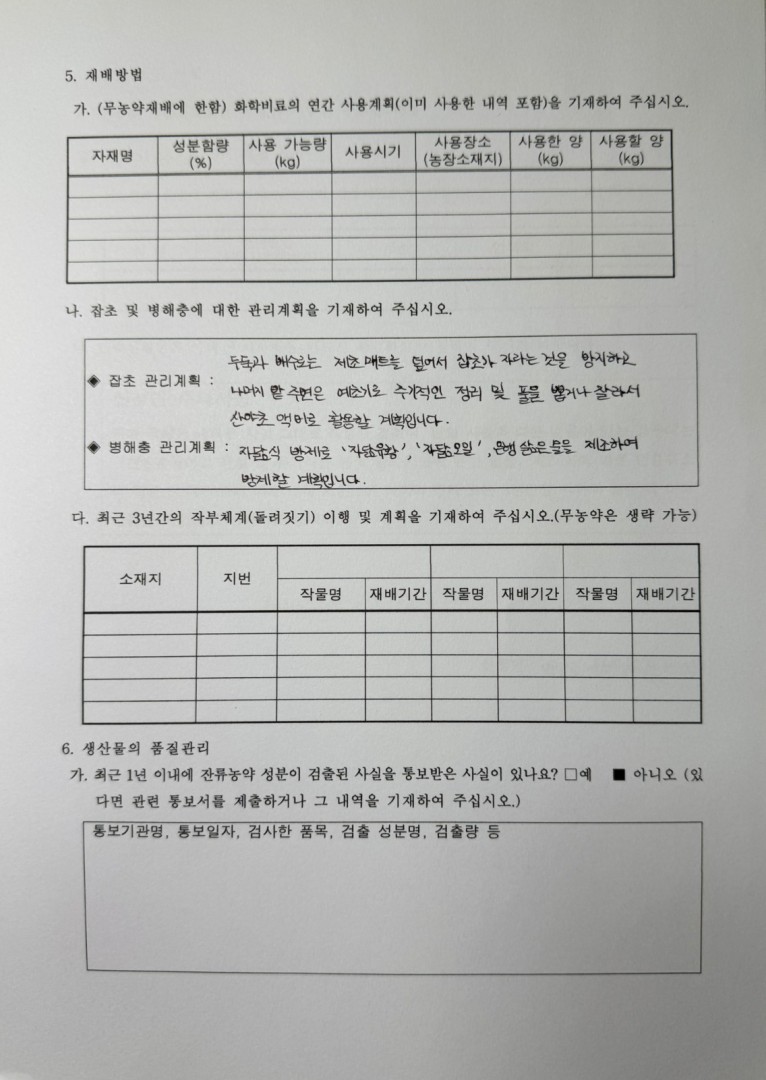 5. 재배방법
가. (무농약재배에 한함) 화학비료의 연간 사용계획(이미 사용한 내역 포함)을 기재하여 주십시오.
자재명 성분함량 (%) 사용 가능량 (kg) 사용시기 사용장소 (농장소재지) 사용한 양 (kg) 사용할 양 (kg)
나. 잡초 및 병해충에 대한 관리계획을 기재하여 주십시오.
◈ 잡초 관리계획 : 두둑과 배수로는 제초매트를 덮어서 잡초가 자라는 것을 방지하고
나머지 밭 주변은 예초기로 주기적인 정리 및 풀을 뽑거나 잘라서
산야초 액비로 활용할 계획입니다.
◈ 병해충 관리계획 : 자닮식 방제로 '자닮유황', '자닮오일', 은행 삶은물을 제조하여
방제할 계획입니다.
다. 최근 3년간의 작부체계(돌려짓기) 이행 및 계획을 기재하여 주십시오.(무농약은 생략 가능)
소재지 지번
작물명 재배기간 작물명 재배기간 작물명 재배기간
6. 생산물의 품질관리
가. 최근 1년 이내에 잔류농약 성분이 검출된 사실을 통보받은 사실이 있나요? □예 ■ 아니오 (있
다면 관련 통보서를 제출하거나 그 내역을 기재하여 주십시오.)
통보기관명, 통보일자, 검사한 품목, 검출 성분명, 검출량 등